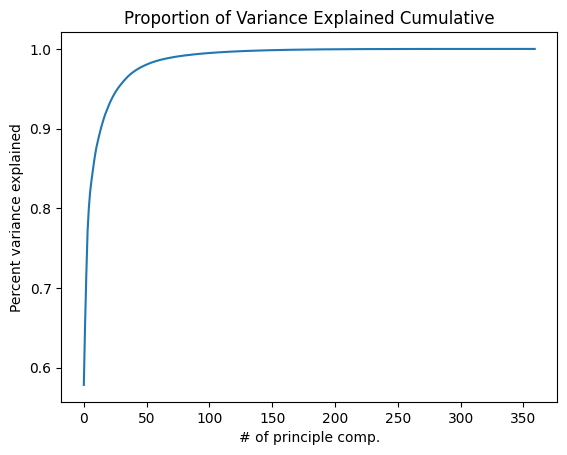 Proportion of Variance Explained Cumulative
Percent variance explained
1.0
0.9
0.8
0.7
0.6
0 50 100 150 200 250 300 350
# of principle comp.